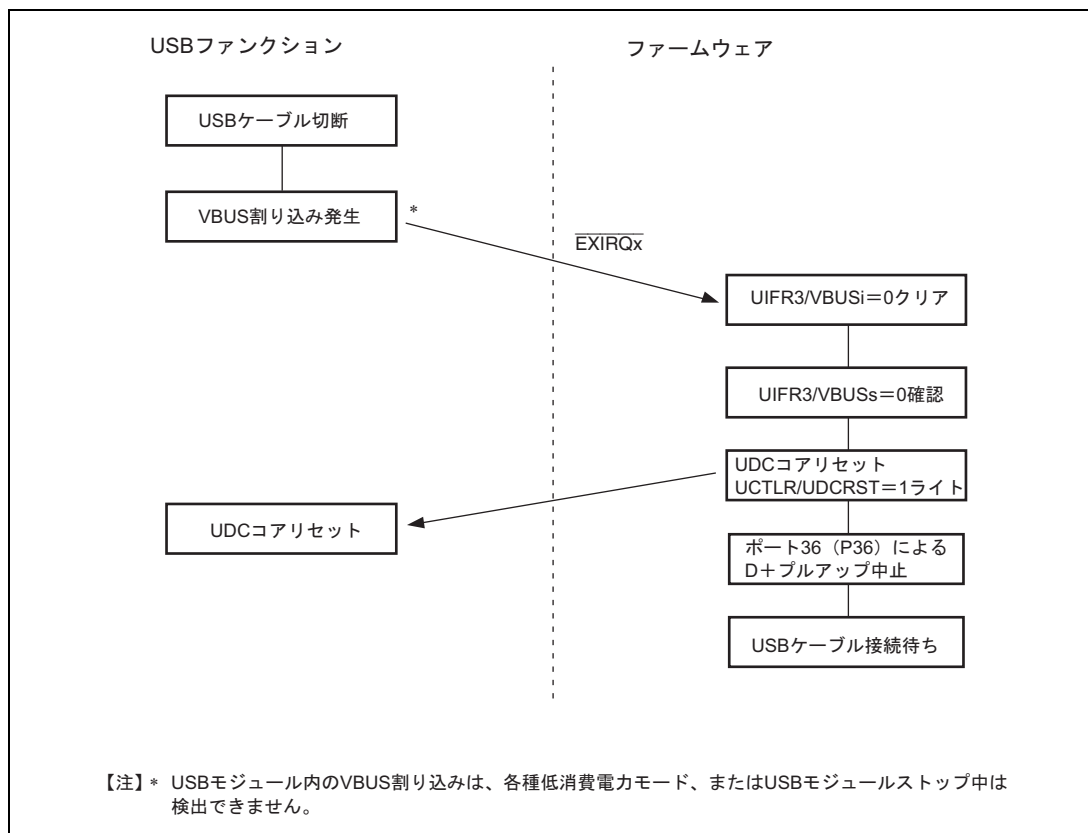 USBファンクション
ファームウェア
USBケーブル切断
VBUS割り込み発生
*
EXIRQx
UIFR3/VBUSi＝0クリア
UIFR3/VBUSs＝0確認
UDCコアリセット
UCTLR/UDCRST＝1ライト
UDCコアリセット
ポート36（P36）による
D＋プルアップ中止
USBケーブル接続待ち
【注】* USBモジュール内のVBUS割り込みは、各種低消費電力モード、またはUSBモジュールストップ中は
検出できません。